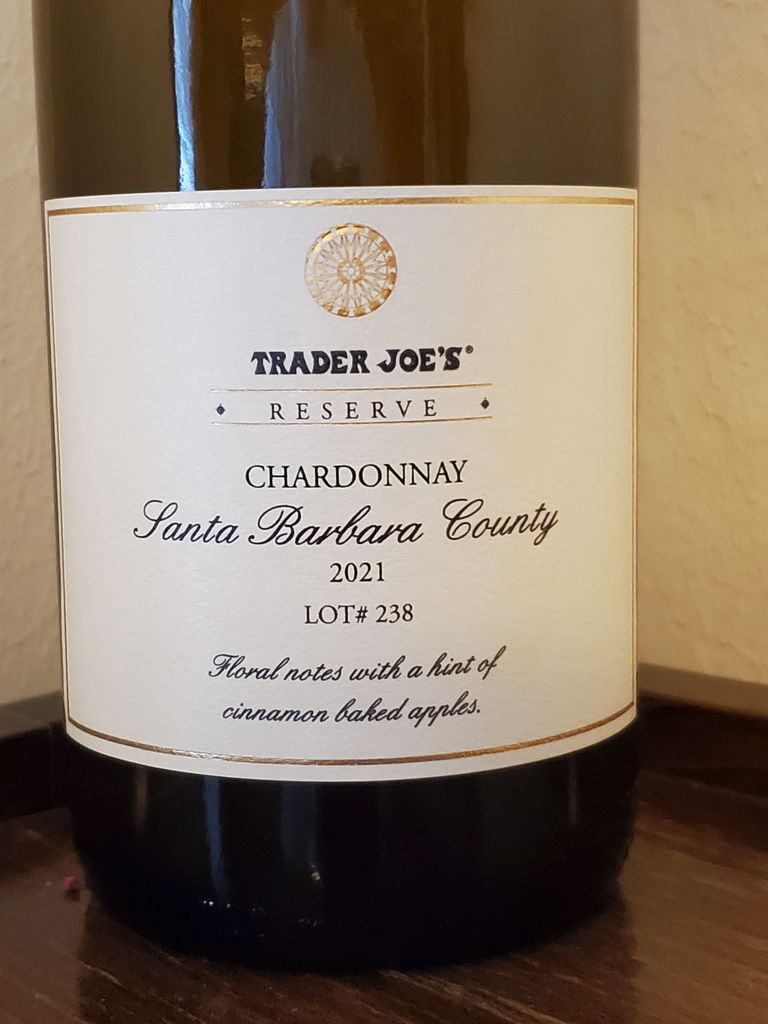 TRADER JOE'S®
RESERVE
CHARDONNAY
Santa Barbara County
2021
LOT# 238
Floral notes with a hint of
cinnamon baked apples.